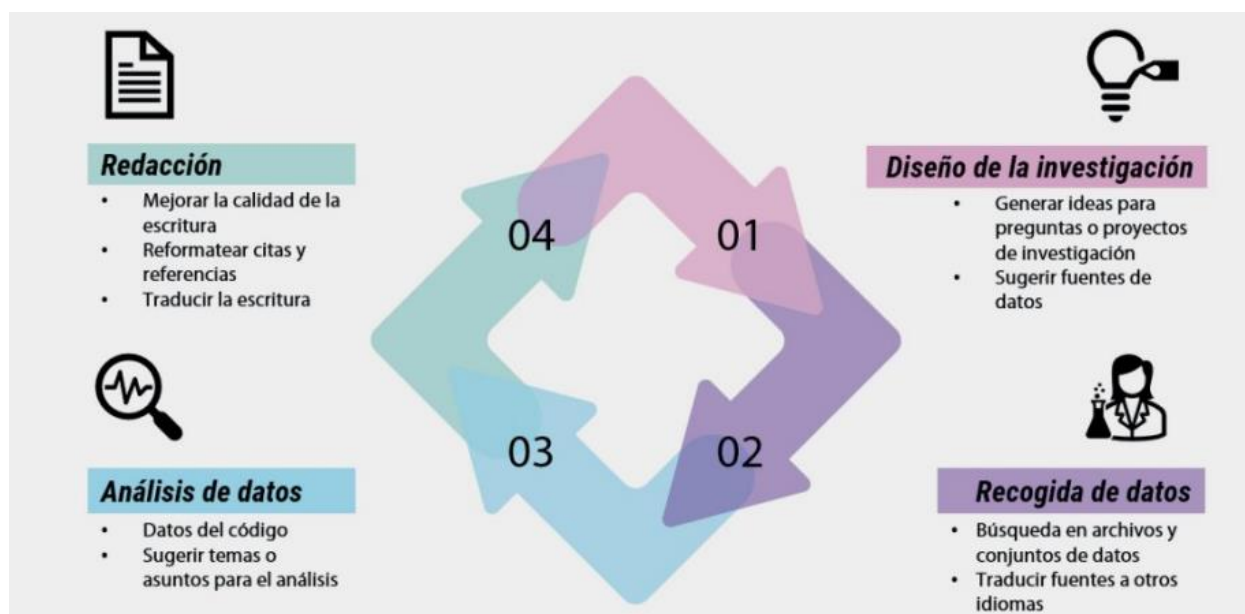 Redacción
• Mejorar la calidad de la
escritura
• Reformatear citas y
referencias
• Traducir la escritura
04
01
Diseño de la investigación
• Generar ideas para
preguntas o proyectos
de investigación
• Sugerir fuentes de
datos
Análisis de datos
• Datos del código
• Sugerir temas o
asuntos para el análisis
03
02
Recogida de datos
• Búsqueda en archivos y
conjuntos de datos
• Traducir fuentes a otros
idiomas